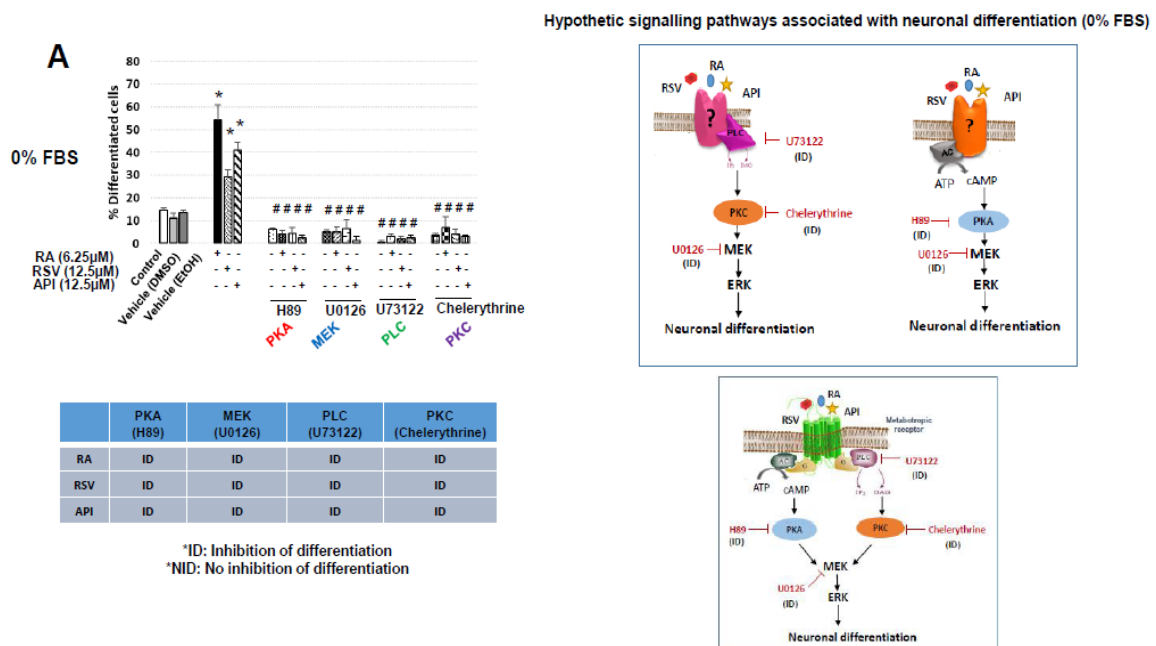 Hypothetic signalling pathways associated with neuronal differentiation (0% FBS)
A
0% FBS
% Differentiated cells
80
70
60
50
40
30
20
10
0
*
*
*
# # # #
# # # #
# # # #
# # # #
Control
Vehicle (DMSO)
Vehicle (EtOH)
RA (6.25µM)
+ - - - + - - - + - - - + - - - + - -
RSV (12.5µM)
- + - - - + - - - + - - - + - - - + -
API (12.5µM)
- - + - - - + - - - + - - - + - - - +
H89 U0126 U73122 Chelerythrine
PKA MEK PLC PKC
PKA (H89) MEK (U0126) PLC (U73122) PKC (Chelerythrine)
RA ID ID ID ID
RSV ID ID ID ID
API ID ID ID ID
*ID: Inhibition of differentiation
*NID: No inhibition of differentiation
RA
RSV
API
?
PLC
U73122
(ID)
IP₃ DAG
PKC
Chelerythrine
(ID)
U0126
(ID)
MEK
ERK
Neuronal differentiation
RA
RSV
API
?
AC
ATP cAMP
H89
(ID)
PKA
U0126
(ID)
MEK
ERK
Neuronal differentiation
RA
RSV
API
Metabotropic
receptor
AC G G PLC
U73122
(ID)
ATP cAMP
IP₃ DAG
H89
(ID)
PKA
PKC
Chelerythrine
(ID)
MEK
U0126
(ID)
ERK
Neuronal differentiation